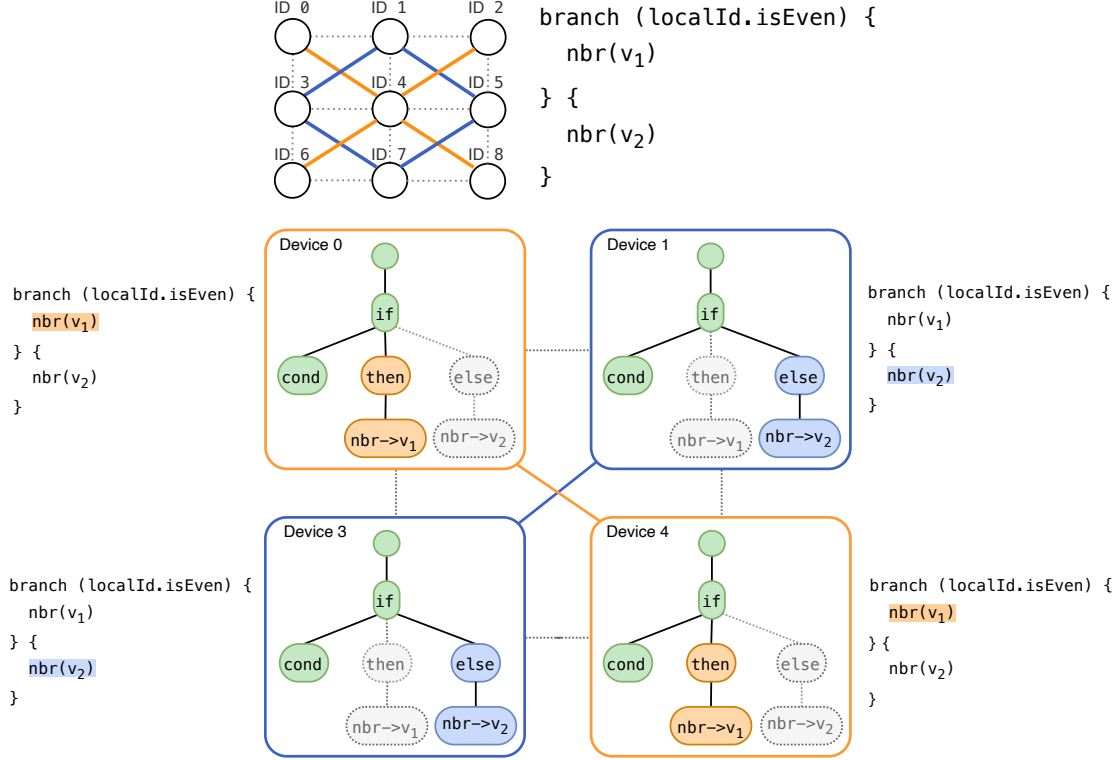 ID 0
ID 1
ID 2
ID 3
ID 4
ID 5
ID 6
ID 7
ID 8
branch (localId.isEven) {
nbr(v1)
} {
nbr(v2)
}
branch (localId.isEven) {
nbr(v1)
} {
nbr(v2)
}
Device 0
if
cond
then
else
nbr->v1
nbr->v2
Device 1
if
cond
then
else
nbr->v1
nbr->v2
branch (localId.isEven) {
nbr(v1)
} {
nbr(v2)
}
branch (localId.isEven) {
nbr(v1)
} {
nbr(v2)
}
Device 3
if
cond
then
else
nbr->v1
nbr->v2
Device 4
if
cond
then
else
nbr->v1
nbr->v2
branch (localId.isEven) {
nbr(v1)
} {
nbr(v2)
}